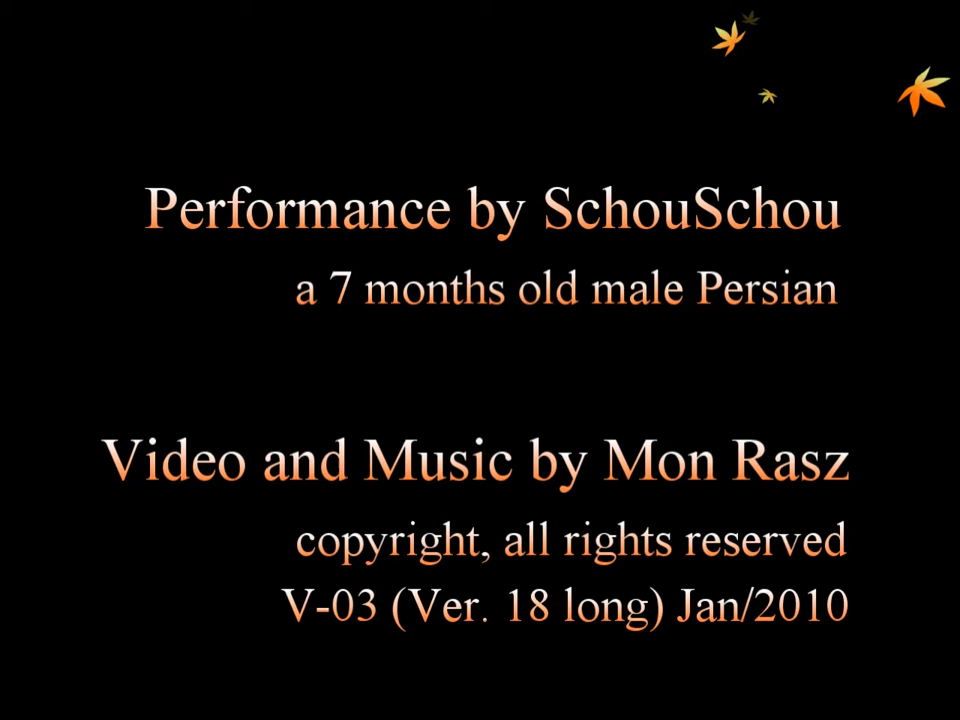 Performance by SchouSchou
a 7 months old male Persian
Video and Music by Mon Rasz
copyright, all rights reserved
V-03 (Ver. 18 long) Jan/2010